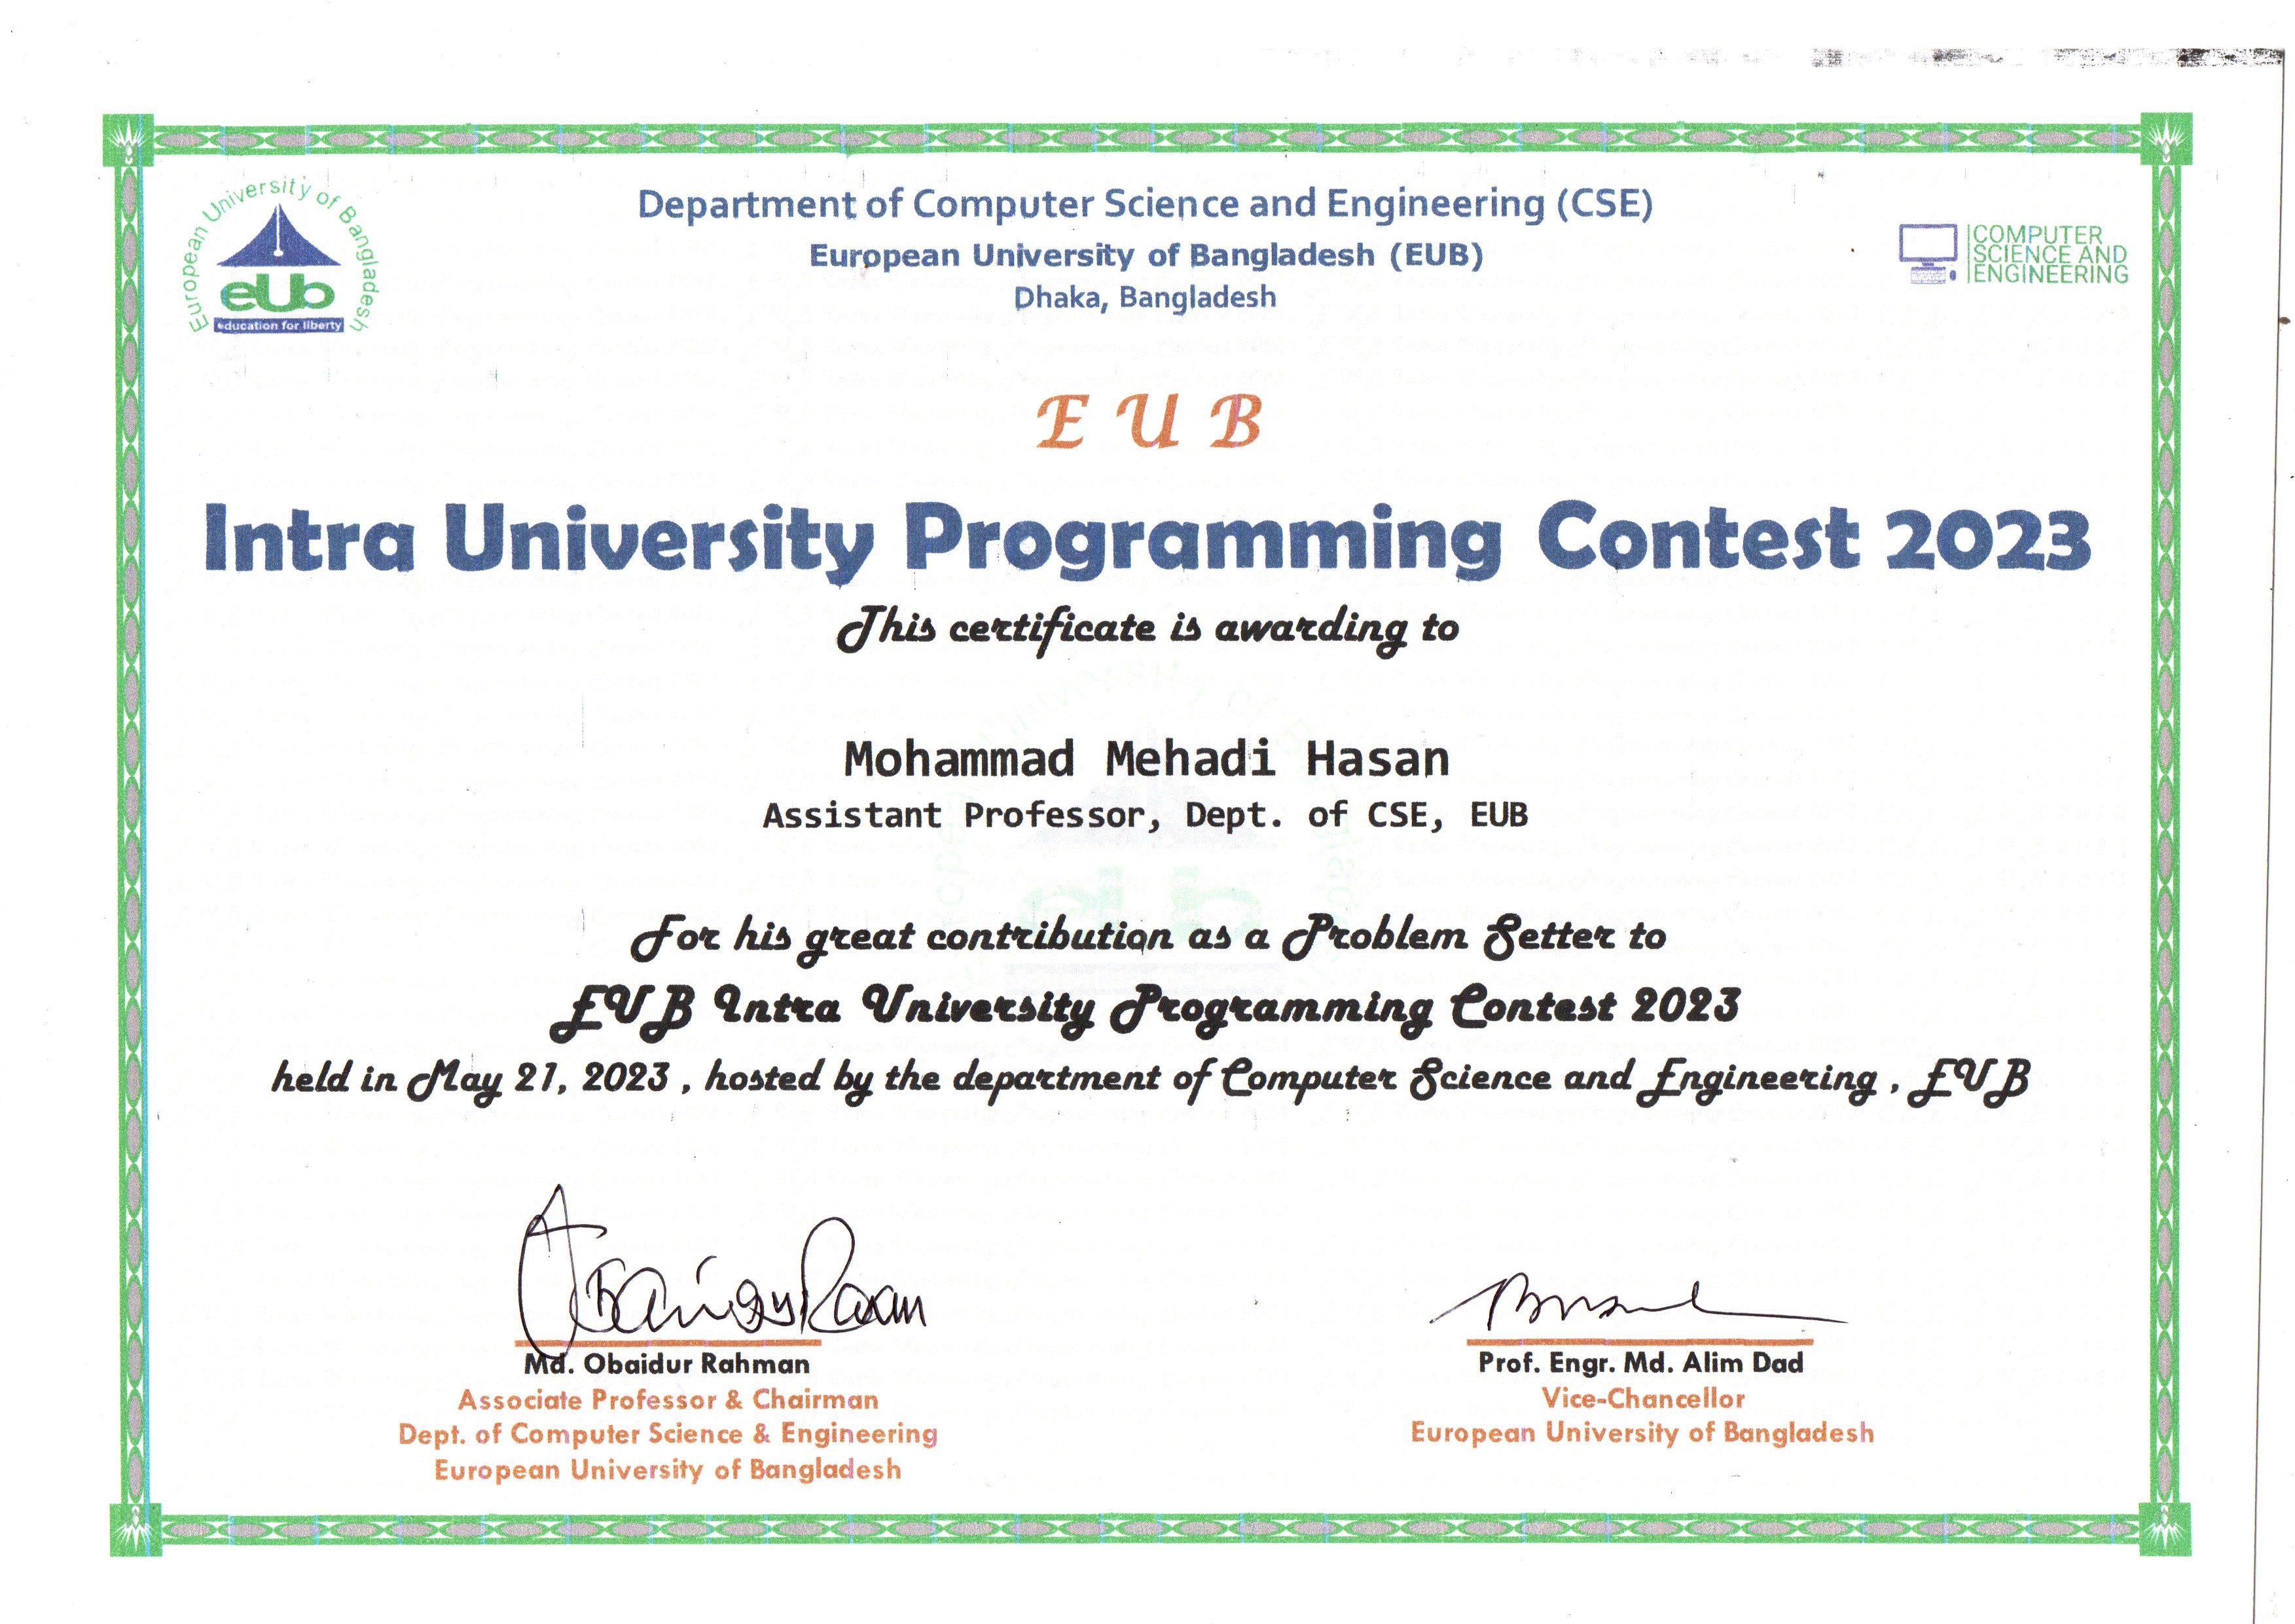 European University of Bangladesh
eub
education for liberty
Department of Computer Science and Engineering (CSE)
European University of Bangladesh (EUB)
Dhaka, Bangladesh
COMPUTER
SCIENCE AND
ENGINEERING
E U B
Intra University Programming Contest 2023
This certificate is awarding to
Mohammad Mehadi Hasan
Assistant Professor, Dept. of CSE, EUB
For his great contribution as a Problem Setter to
EUB Intra University Programming Contest 2023
held in May 21, 2023 , hosted by the department of Computer Science and Engineering , EUB
Md. Obaidur Rahman
Associate Professor & Chairman
Dept. of Computer Science & Engineering
European University of Bangladesh
Prof. Engr. Md. Alim Dad
Vice-Chancellor
European University of Bangladesh